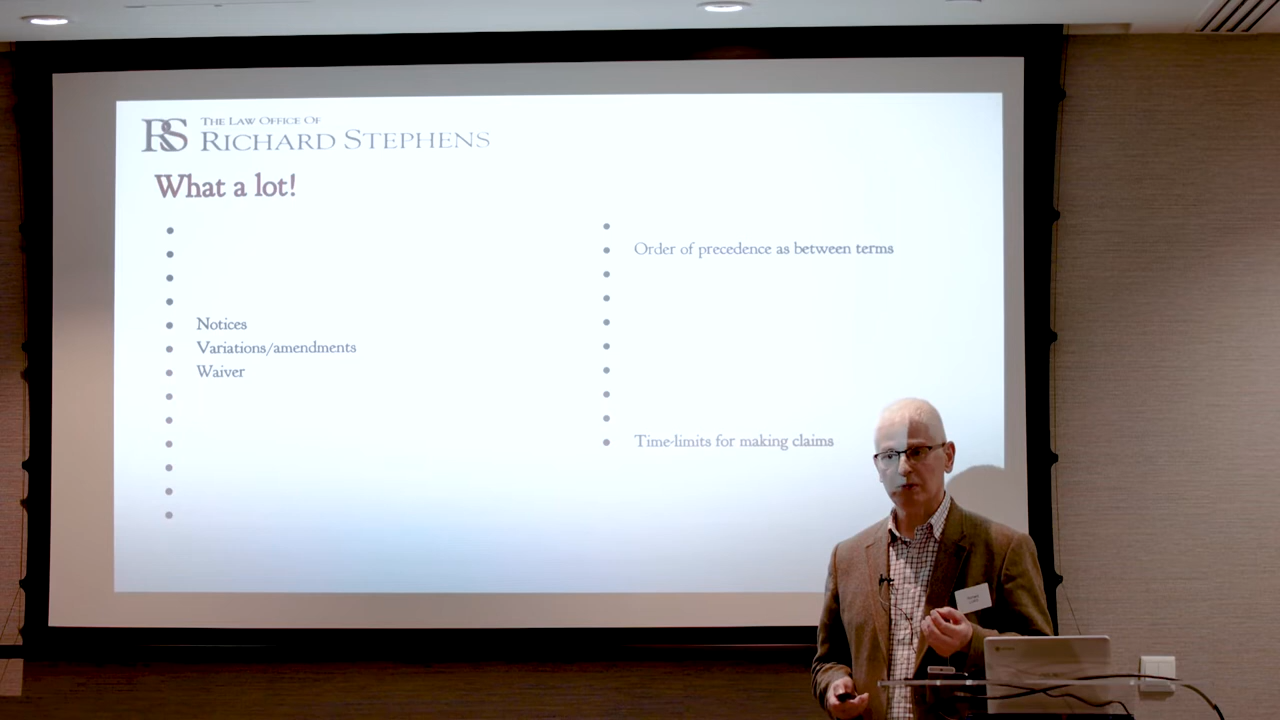 RS
THE LAW OFFICE OF
RICHARD STEPHENS
What a lot!
Notices
Variations/amendments
Waiver
Order of precedence as between terms
Time-limits for making claims